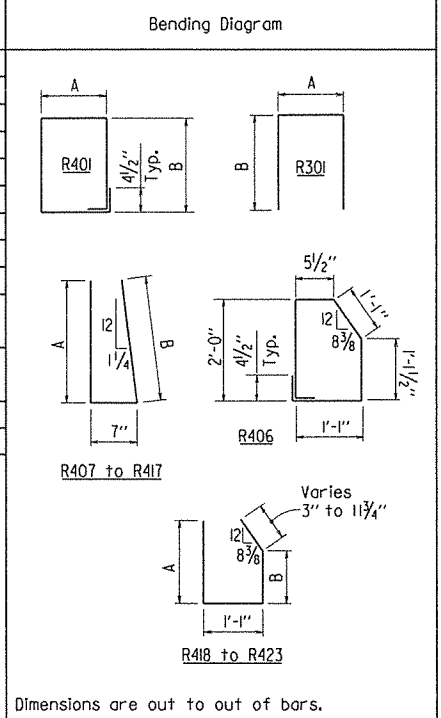 Bending Diagram
A
R401
B
4½"
Typ.
A
B
R301
A
12
1¼
B
7"
R407 to R417
5½"
1'-1"
2'-0"
4½"
Typ.
12
8⅜
1'-1½"
1'-1"
R406
Varies
3" to 11¾"
A
12
8⅜
B
1'-1"
R418 to R423
Dimensions are out to out of bars.